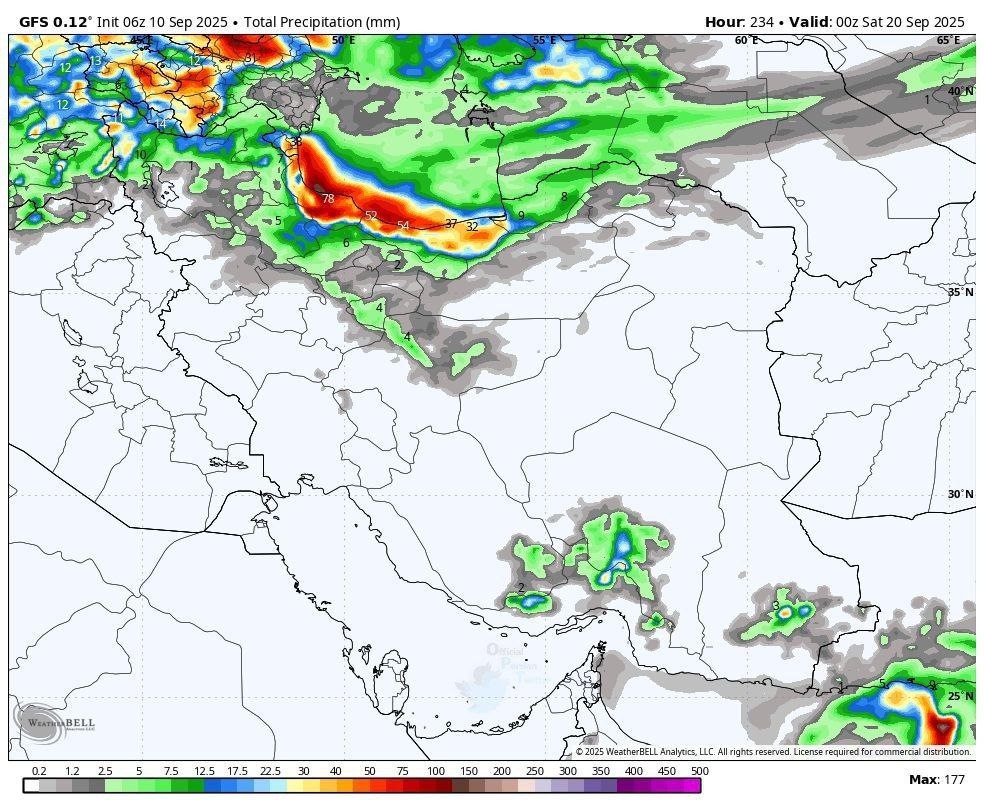 GFS 0.12° Init 06z 10 Sep 2025 • Total Precipitation (mm)
Hour: 234 • Valid: 00z Sat 20 Sep 2025
45°E 50°E 55°E 60°E 65°E
12 13 12 31
40°N
1
12 11 14
10 38
2 1 2 2
78 8
1 5 52 54 37 32 9
6
2
35°N
4
4
30°N
2
3
Official
Persian
5 9
25°N
WEATHERBELL
© 2025 WeatherBELL Analytics, LLC. All rights reserved. License required for commercial distribution.
0.2 1.2 2.5 5 7.5 12.5 17.5 22.5 30 40 50 75 100 150 200 250 300 350 400 450 500
Max: 177